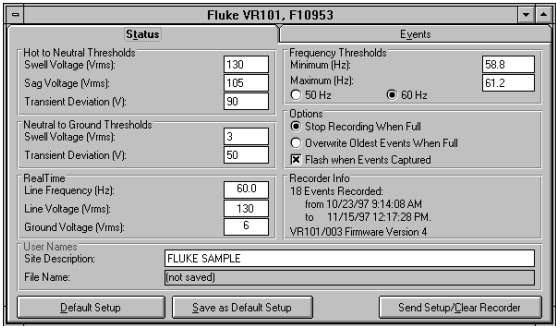 Fluke VR101, F10953
Status
Events
Hot to Neutral Thresholds
Swell Voltage (Vrms): 130
Sag Voltage (Vrms): 105
Transient Deviation (V): 90
Neutral to Ground Thresholds
Swell Voltage (Vrms): 3
Transient Deviation (V): 50
RealTime
Line Frequency (Hz): 60.0
Line Voltage (Vrms): 130
Ground Voltage (Vrms): 6
Frequency Thresholds
Minimum (Hz): 58.8
Maximum (Hz): 61.2
50 Hz 60 Hz
Options
Stop Recording When Full
Overwrite Oldest Events When Full
Flash when Events Captured
Recorder Info
18 Events Recorded:
from 10/23/97 9:14:08 AM
to 11/15/97 12:17:28 PM.
VR101/003 Firmware Version 4
User Names
Site Description: FLUKE SAMPLE
File Name: (not saved)
Default Setup
Save as Default Setup
Send Setup/Clear Recorder